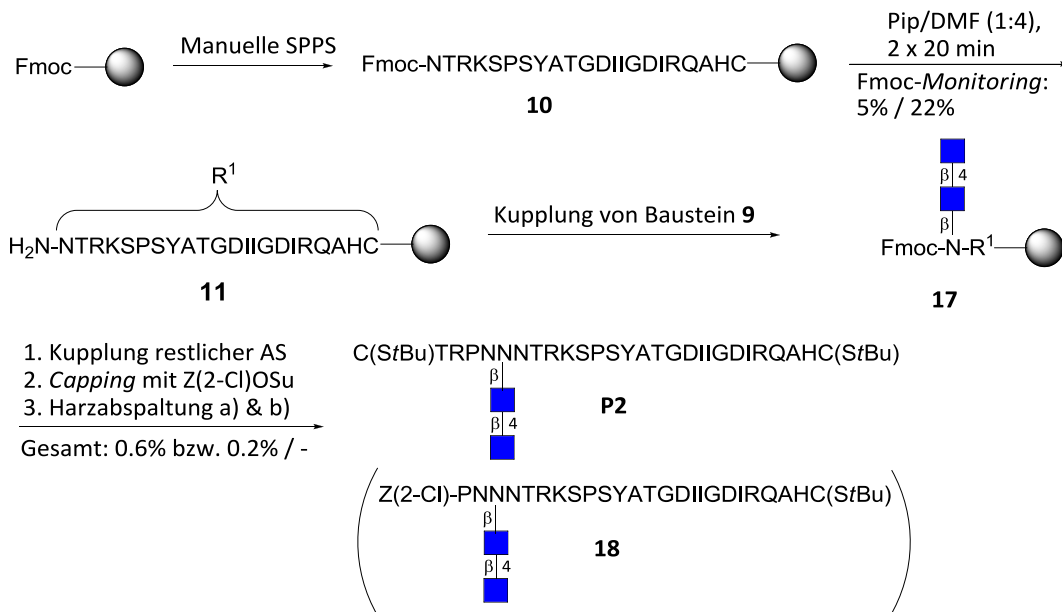 Fmoc
Manuelle SPPS
Fmoc-NTRKSPSYATGDIIGDIRQAHC
10
Pip/DMF (1:4),
2 x 20 min
Fmoc-Monitoring:
5% / 22%
R1
H2N-NTRKSPSYATGDIIGDIRQAHC
11
Kupplung von Baustein 9
β 4
β
Fmoc-N-R1
17
1. Kupplung restlicher AS
2. Capping mit Z(2-Cl)OSu
3. Harzabspaltung a) & b)
Gesamt: 0.6% bzw. 0.2% / -
C(StBu)TRPNNNTRKSPSYATGDIIGDIRQAHC(StBu)
β
β 4
P2
Z(2-Cl)-PNNNTRKSPSYATGDIIGDIRQAHC(StBu)
β
β 4
18